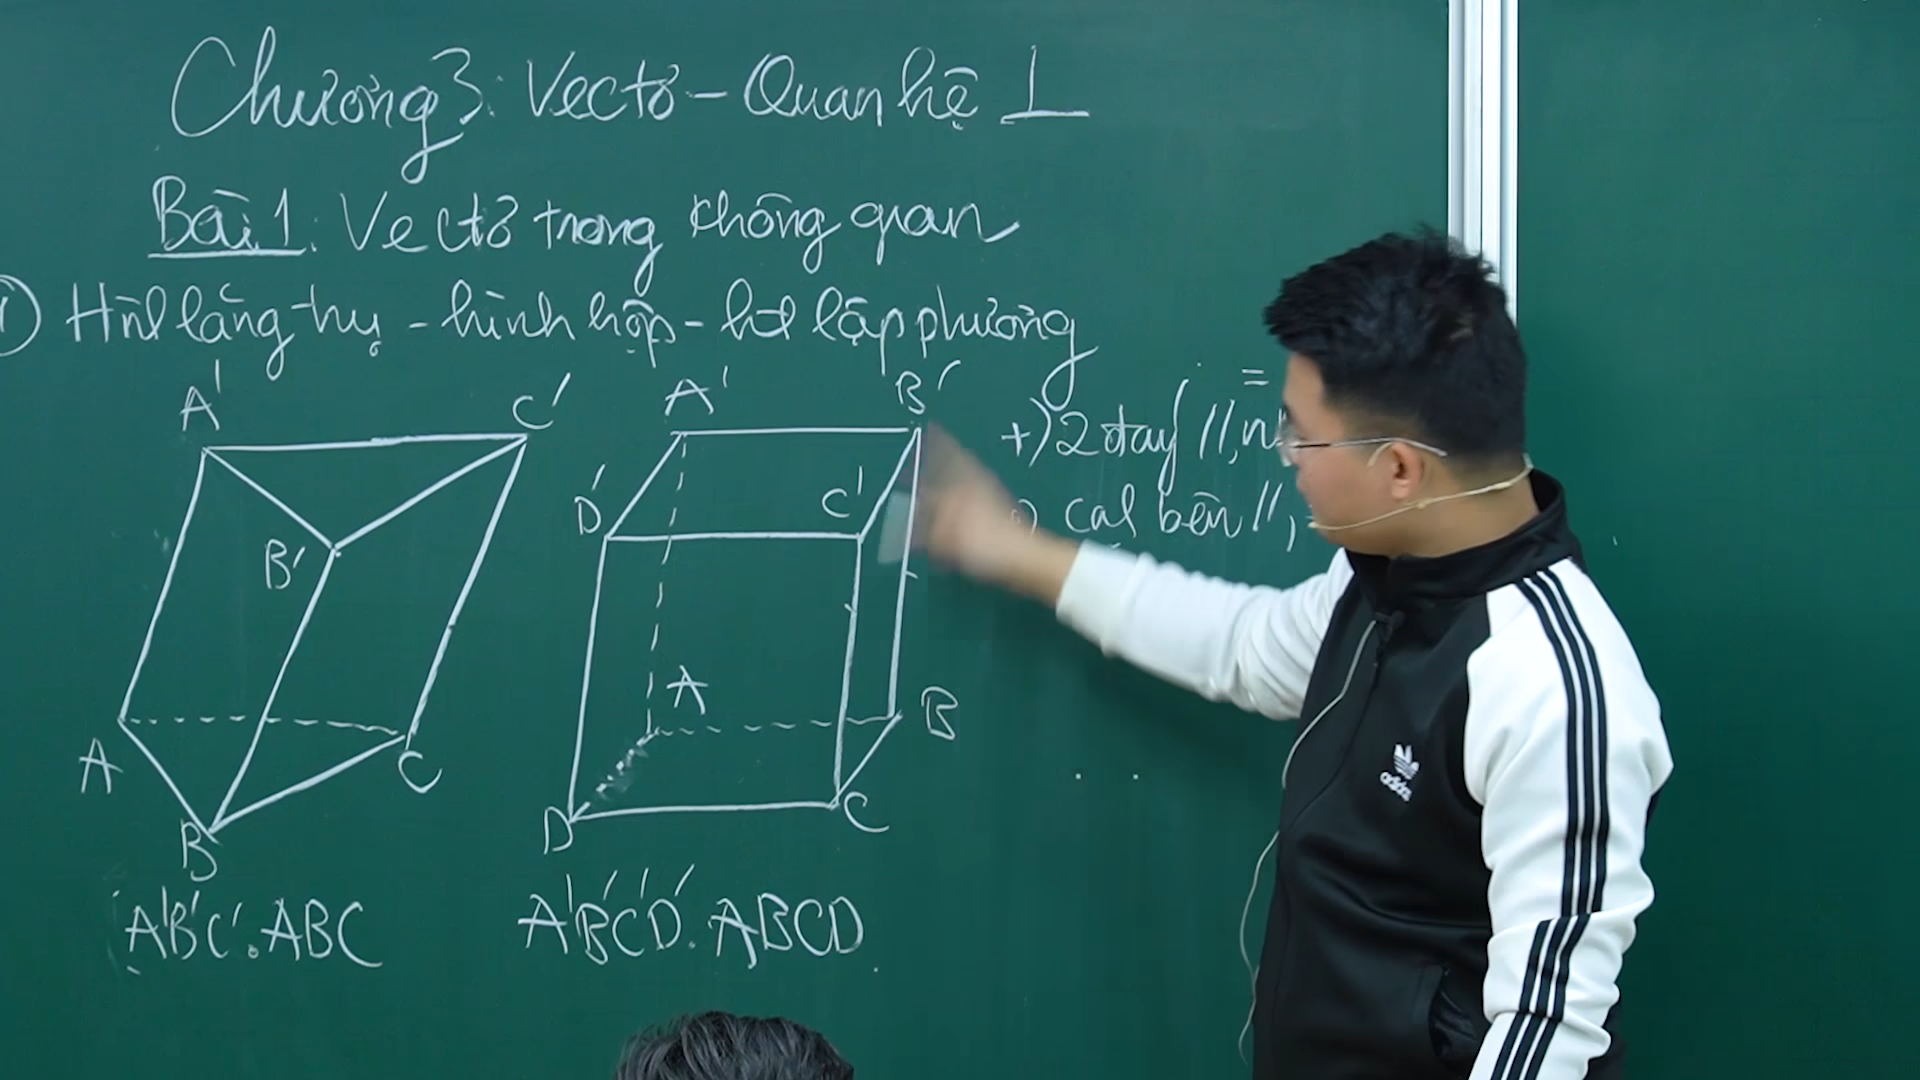 Chương 3: Vectơ - Quan hệ ⊥
Bài 1: Vectơ trong không gian
① Hình lăng trụ - hình hộp - hình lập phương
A' C' A' B'
=
+) 2 đáy //,
D' C'
cạh bên //,
B'
A
B
A C
D C
B
A'B'C'.ABC A'B'C'D'.ABCD
adidas